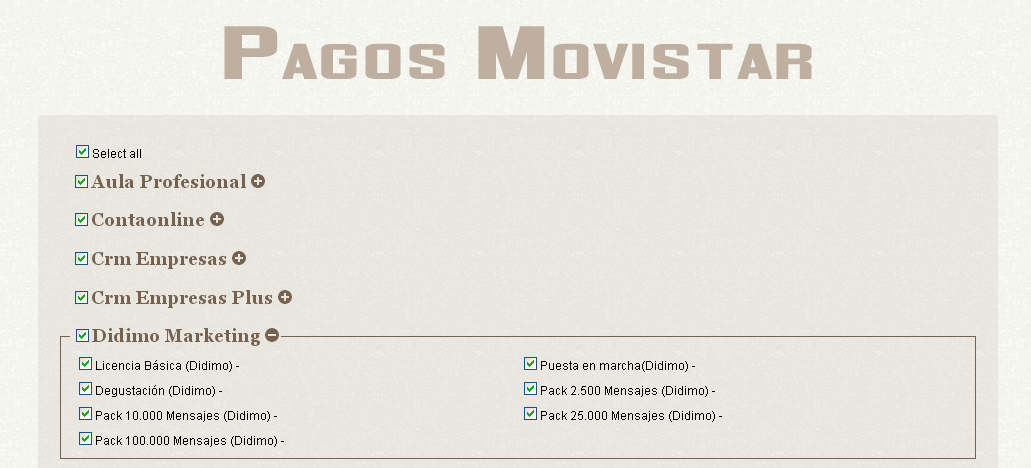 PAGOS MOVISTAR
Select all
Aula Profesional
Contaonline
Crm Empresas
Crm Empresas Plus
Didimo Marketing
Licencia Básica (Didimo) -
Puesta en marcha(Didimo) -
Degustación (Didimo) -
Pack 2.500 Mensajes (Didimo) -
Pack 10.000 Mensajes (Didimo) -
Pack 25.000 Mensajes (Didimo) -
Pack 100.000 Mensajes (Didimo) -